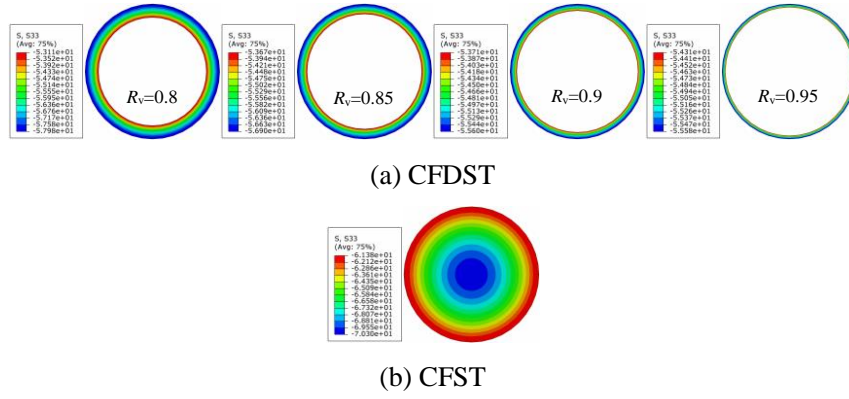 S, S33
(Avg: 75%)
-5.311e+01
-5.352e+01
-5.392e+01
-5.433e+01
-5.474e+01
-5.514e+01
-5.555e+01
-5.595e+01
-5.636e+01
-5.676e+01
-5.717e+01
-5.758e+01
-5.798e+01
Rv=0.8
S, S33
(Avg: 75%)
-5.367e+01
-5.394e+01
-5.421e+01
-5.448e+01
-5.475e+01
-5.502e+01
-5.529e+01
-5.556e+01
-5.582e+01
-5.609e+01
-5.636e+01
-5.663e+01
-5.690e+01
Rv=0.85
S, S33
(Avg: 75%)
-5.371e+01
-5.387e+01
-5.403e+01
-5.418e+01
-5.434e+01
-5.450e+01
-5.466e+01
-5.481e+01
-5.497e+01
-5.513e+01
-5.529e+01
-5.544e+01
-5.560e+01
Rv=0.9
S, S33
(Avg: 75%)
-5.431e+01
-5.441e+01
-5.452e+01
-5.463e+01
-5.473e+01
-5.484e+01
-5.494e+01
-5.505e+01
-5.516e+01
-5.526e+01
-5.537e+01
-5.547e+01
-5.558e+01
Rv=0.95
(a) CFDST
S, S33
(Avg: 75%)
-6.138e+01
-6.212e+01
-6.286e+01
-6.361e+01
-6.435e+01
-6.509e+01
-6.584e+01
-6.658e+01
-6.732e+01
-6.807e+01
-6.881e+01
-6.955e+01
-7.030e+01
(b) CFST